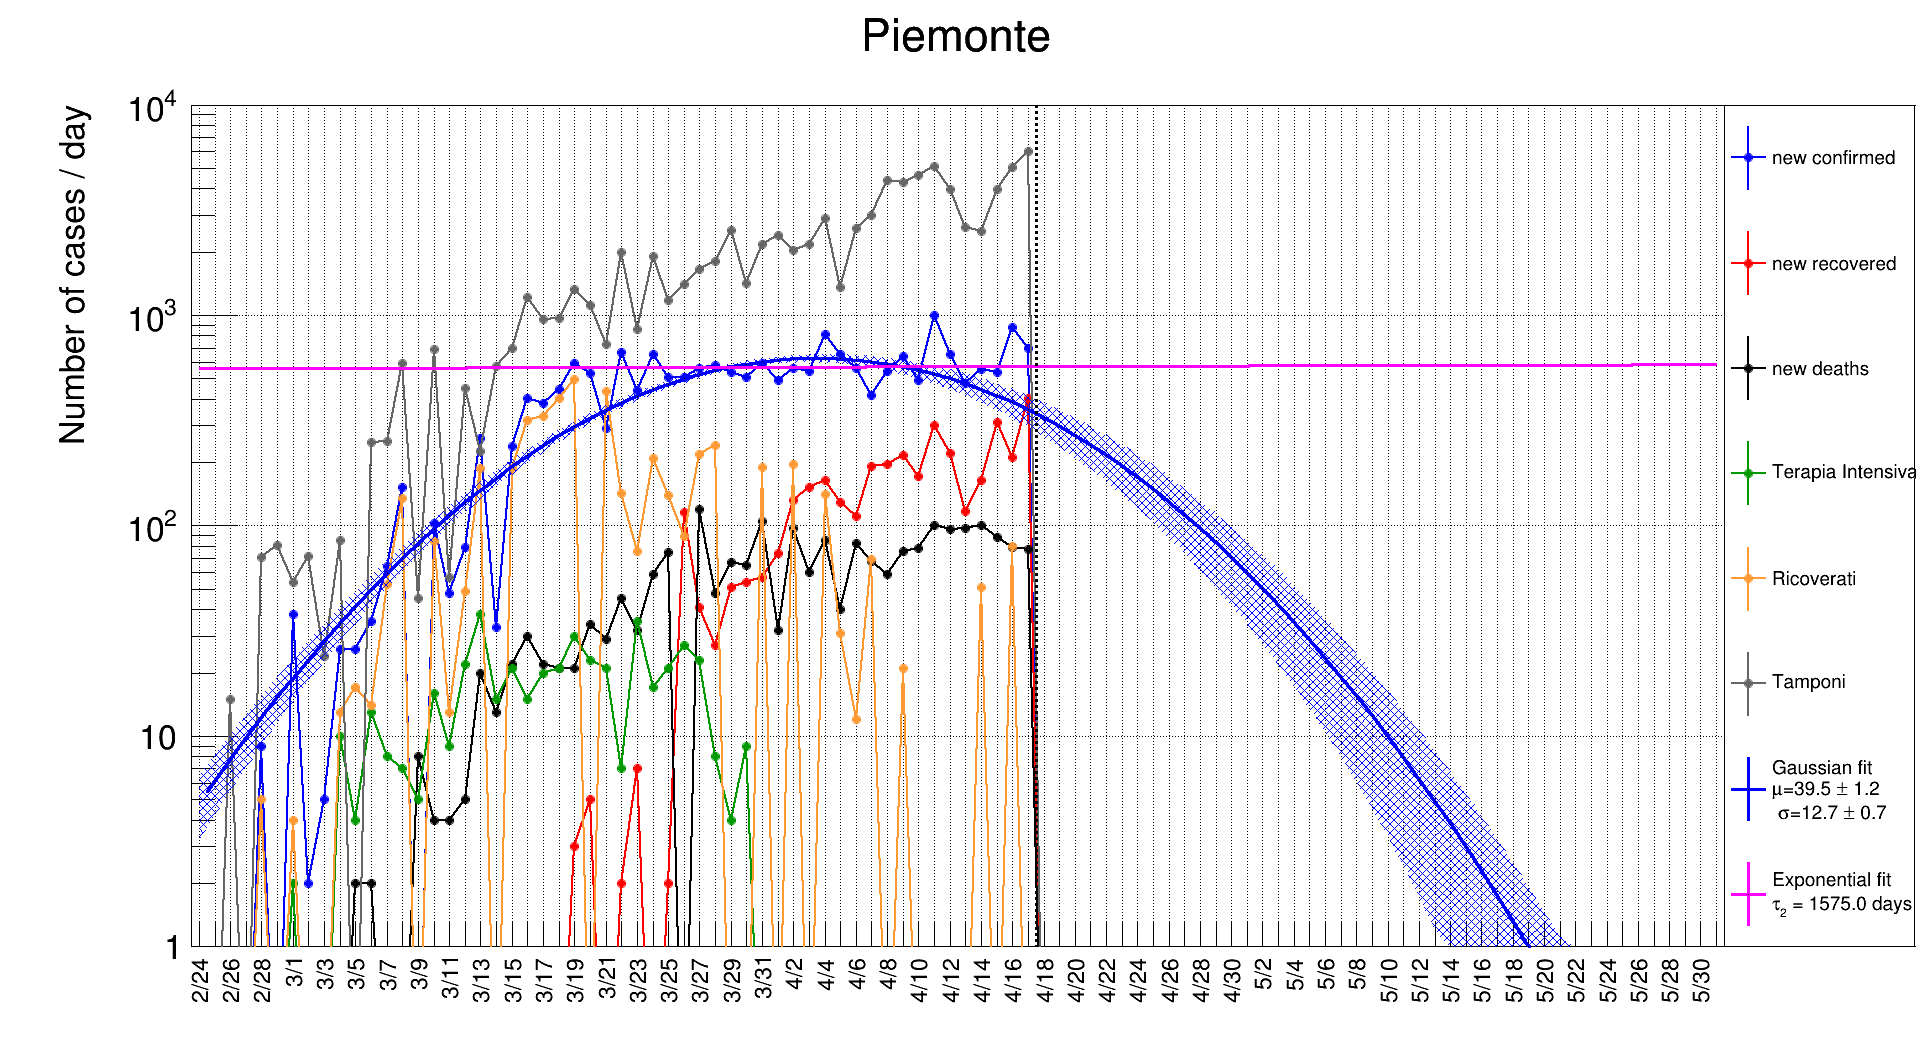 Piemonte
Number of cases / day
10⁴
10³
10²
10
1
2/24 2/26 2/28 3/1 3/3 3/5 3/7 3/9 3/11 3/13 3/15 3/17 3/19 3/21 3/23 3/25 3/27 3/29 3/31 4/2 4/4 4/6 4/8 4/10 4/12 4/14 4/16 4/18 4/20 4/22 4/24 4/26 4/28 4/30 5/2 5/4 5/6 5/8 5/10 5/12 5/14 5/16 5/18 5/20 5/22 5/24 5/26 5/28 5/30
new confirmed
new recovered
new deaths
Terapia Intensiva
Ricoverati
Tamponi
Gaussian fit
μ=39.5 ± 1.2
σ=12.7 ± 0.7
Exponential fit
τ₂ = 1575.0 days